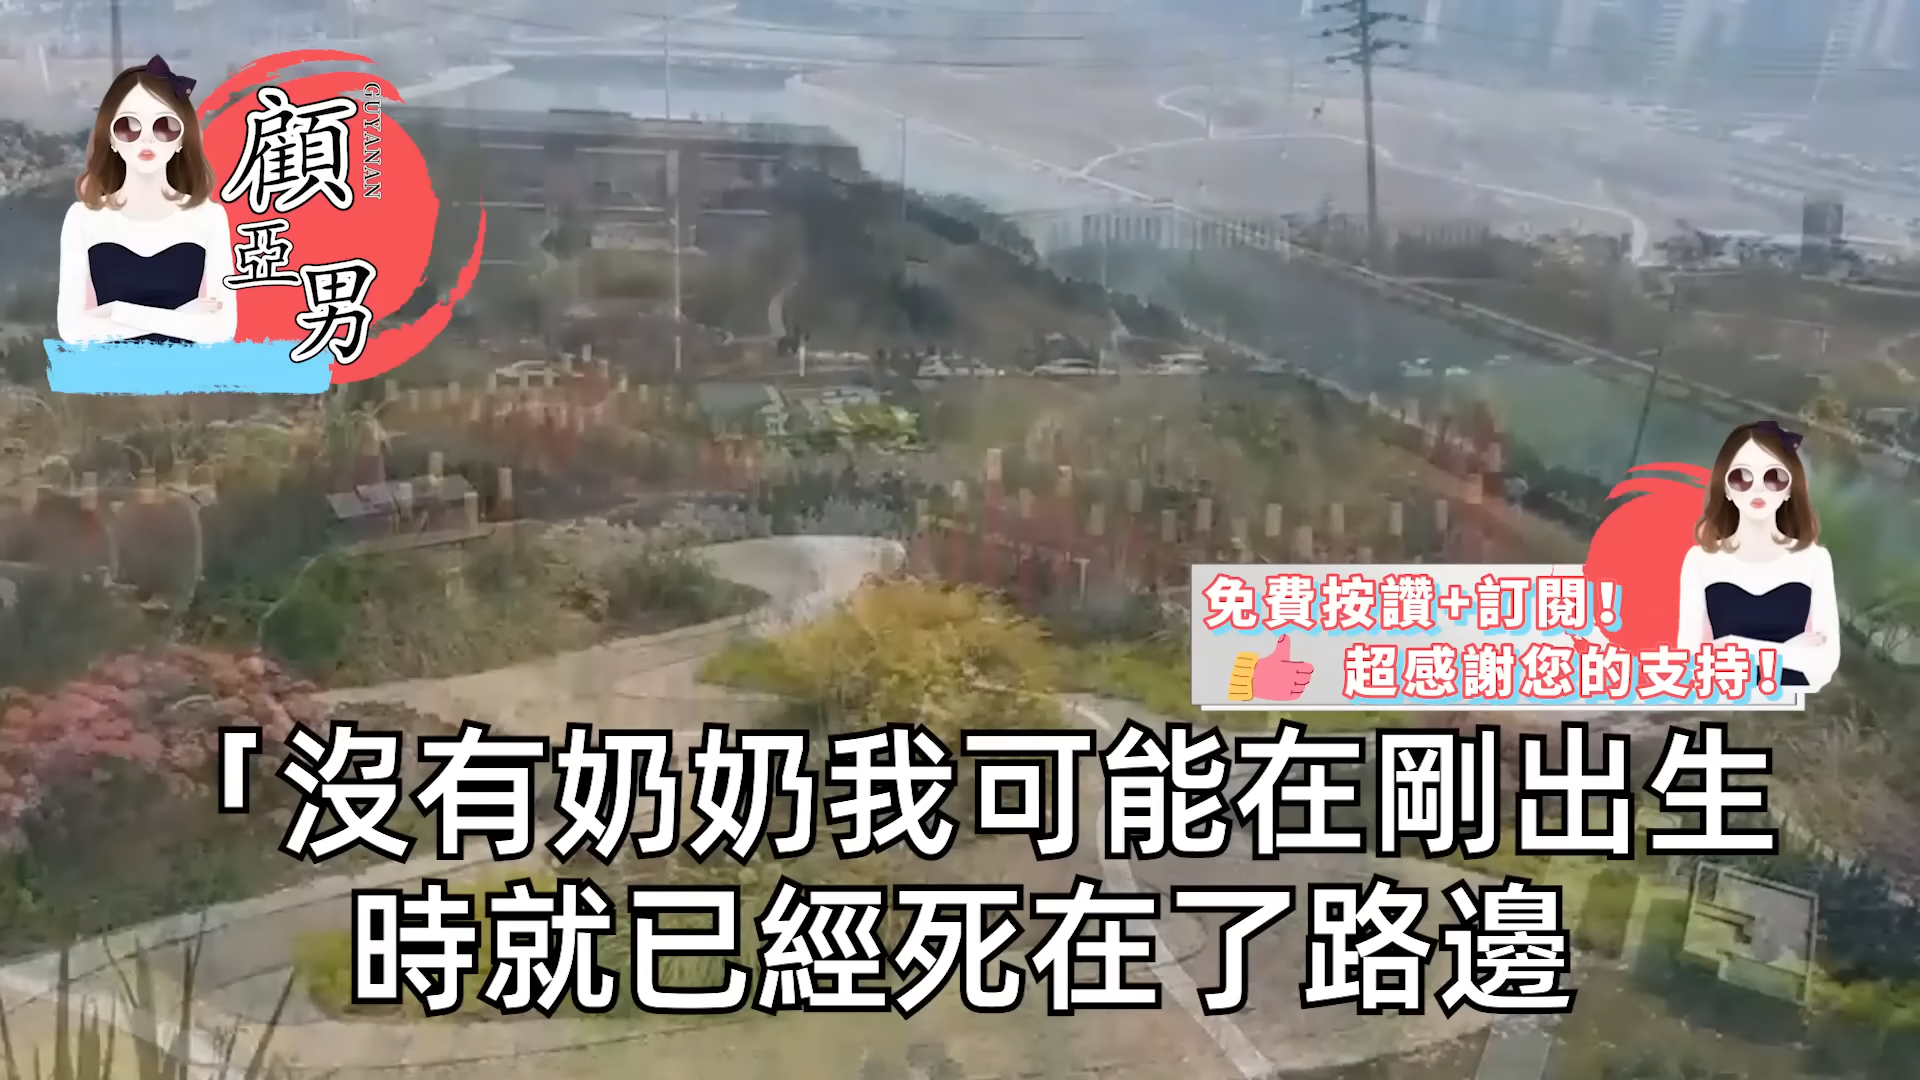 顧亞男
GUYANAN
免費按讚+訂閱!
超感謝您的支持!
「沒有奶奶我可能在剛出生
時就已經死在了路邊